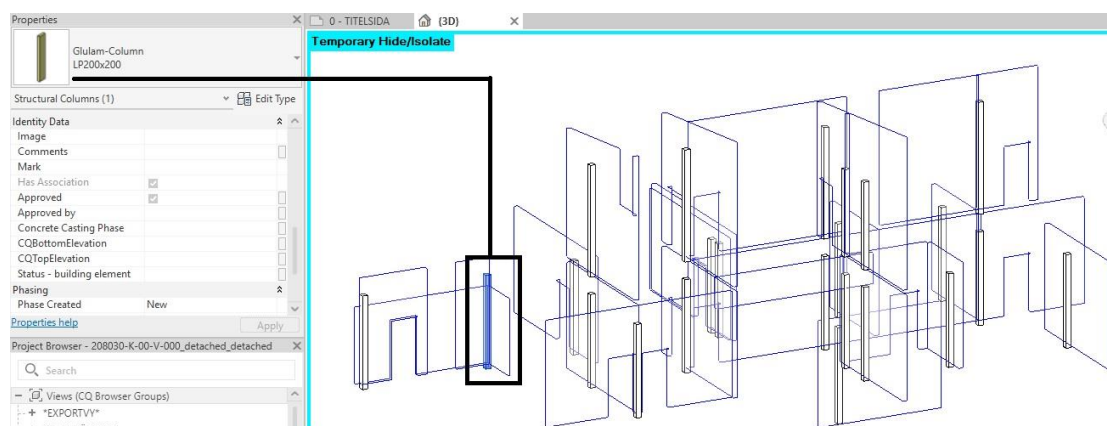 Properties
0 - TITELSIDA
(3D)
Temporary Hide/Isolate
Glulam-Column
LP200x200
Structural Columns (1)
Edit Type
Identity Data
Image
Comments
Mark
Has Association
Approved
Approved by
Concrete Casting Phase
CQBottomElevation
CQTopElevation
Status - building element
Phasing
Phase Created New
Properties help
Apply
Project Browser - 208030-K-00-V-000_detached_detached
Search
Views (CQ Browser Groups)
*EXPORTVY*